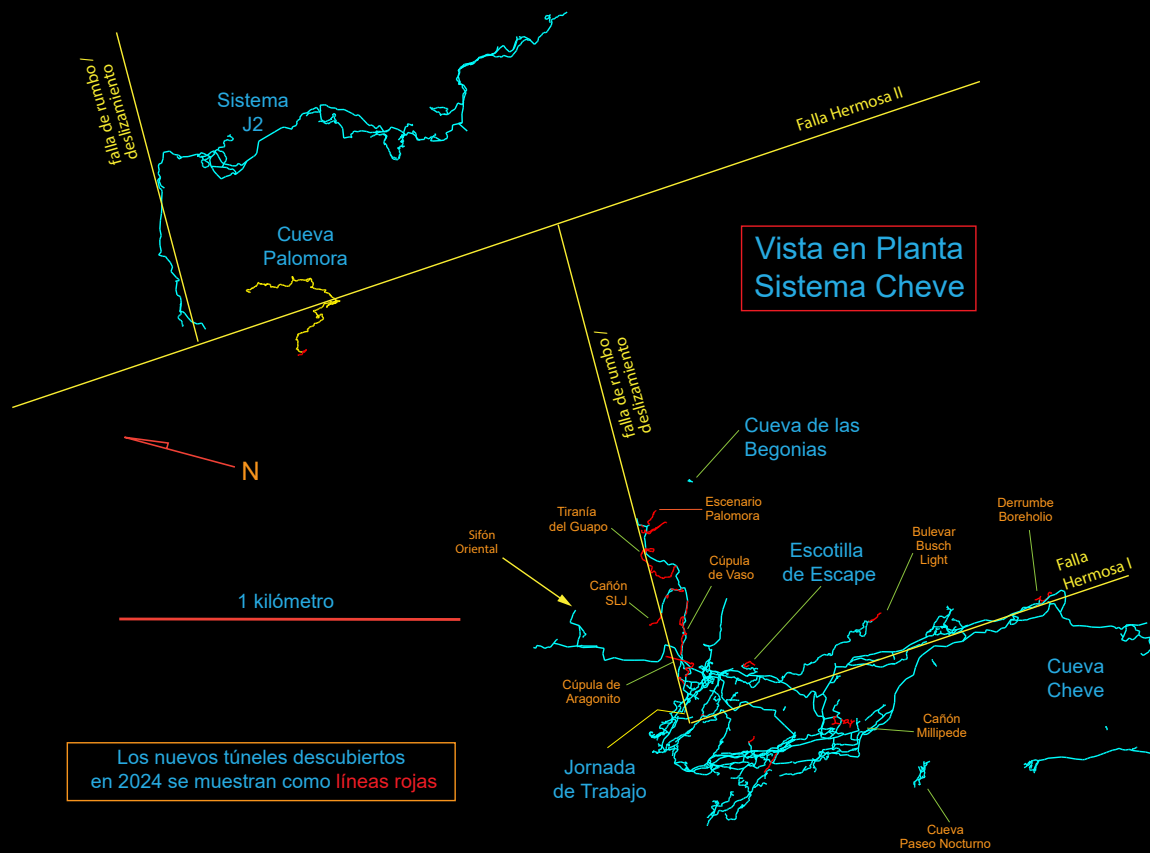 falla de rumbo /
deslizamiento
Sistema
J2
Falla Hermosa II
Cueva
Palomora
Vista en Planta
Sistema Cheve
falla de rumbo /
deslizamiento
N
Cueva de las
Begonias
Escenario
Palomora
Tiranía
del Guapo
Sifón
Oriental
Escotilla
de Escape
Bulevar
Busch
Light
Derrumbe
Boreholio
Falla
Hermosa I
Cúpula
de Vaso
Cañón
SLJ
1 kilómetro
Cúpula de
Aragonito
Cueva
Cheve
Cañón
Millipede
Jornada
de Trabajo
Los nuevos túneles descubiertos
en 2024 se muestran como líneas rojas
Cueva
Paseo Nocturno